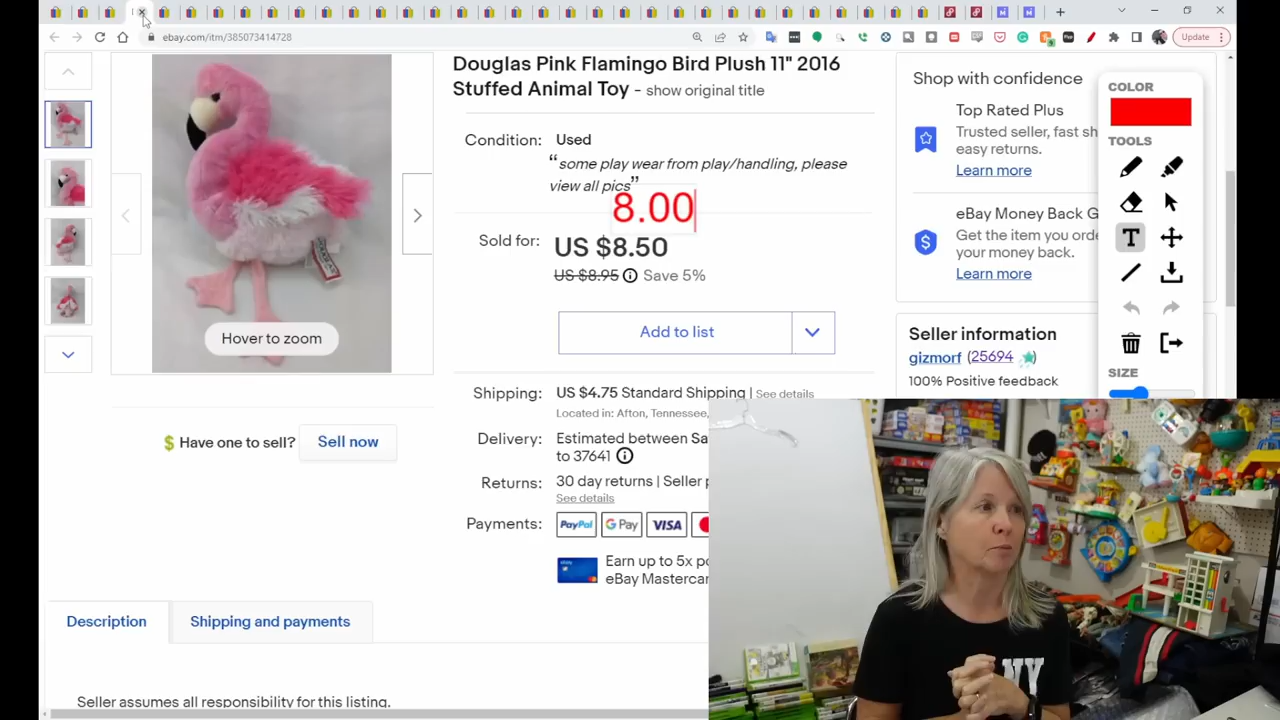 ebay.com/itm/385073414728
Update
Douglas Pink Flamingo Bird Plush 11" 2016
Stuffed Animal Toy - show original title
Condition: Used
“some play wear from play/handling, please
view all pics”
8.00
Sold for: US $8.50
US $8.95 Save 5%
Add to list
Hover to zoom
Shipping: US $4.75 Standard Shipping | See details
Located in: Afton, Tennessee,
Delivery: Estimated between Sa
to 37641
Returns: 30 day returns | Seller p
See details
Payments: PayPal G Pay VISA
Earn up to 5x po
eBay Mastercar
Have one to sell? Sell now
Description
Shipping and payments
Seller assumes all responsibility for this listing.
Shop with confidence
Top Rated Plus
Trusted seller, fast sh
easy returns.
Learn more
eBay Money Back G
Get the item you orde
your money back.
Learn more
Seller information
gizmorf (25694)
100% Positive feedback
COLOR
TOOLS
T
SIZE
NY